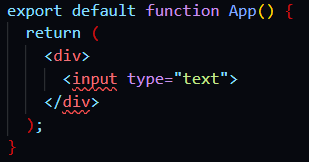 export default function App() {
  return (
    <div>
      <input type="text">
    </div>
  );
}